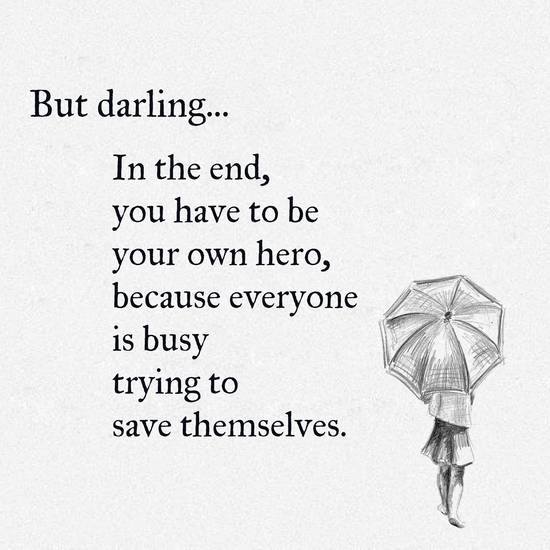 But darling...
In the end,
you have to be
your own hero,
because everyone
is busy
trying to
save themselves.